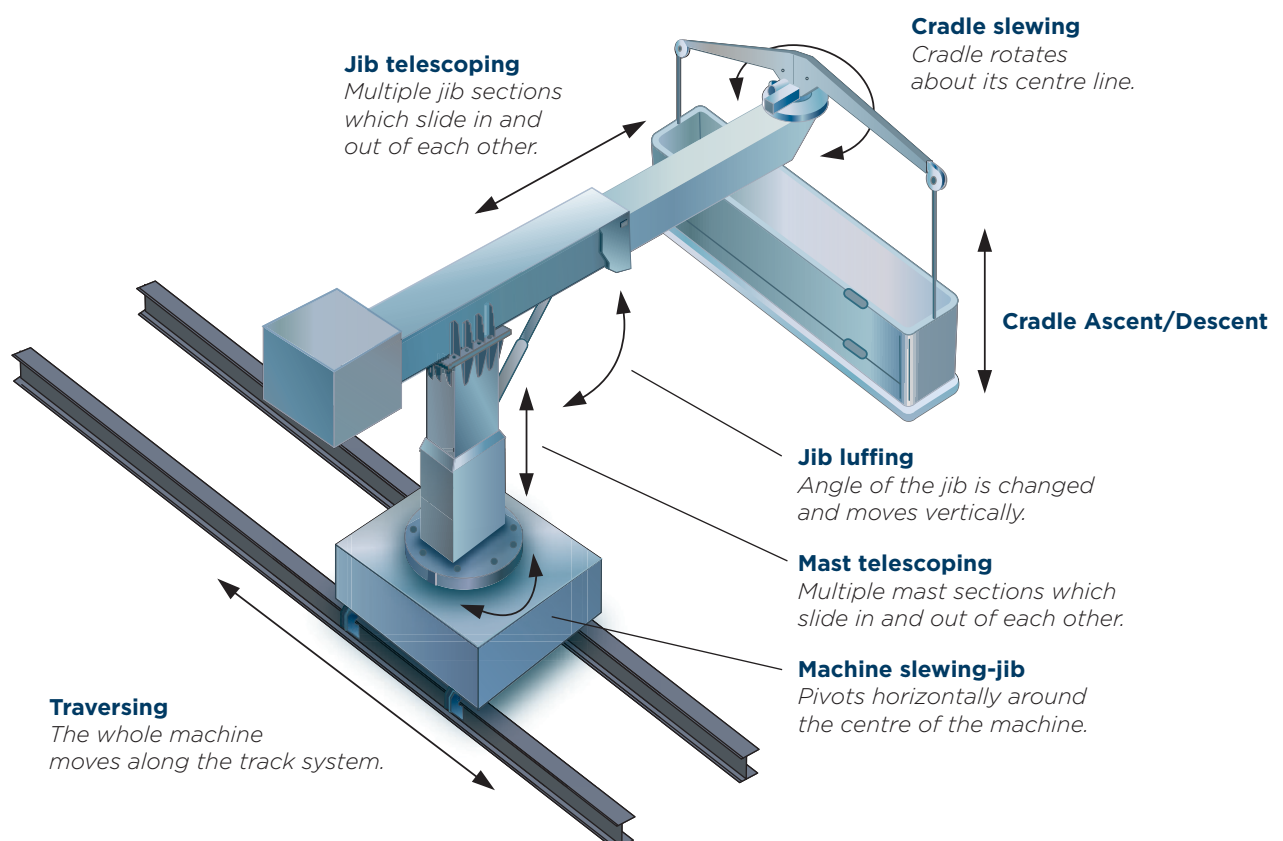 Cradle slewing
Cradle rotates
about its centre line.
Jib telescoping
Multiple jib sections
which slide in and
out of each other.
Cradle Ascent/Descent
Jib luffing
Angle of the jib is changed
and moves vertically.
Mast telescoping
Multiple mast sections which
slide in and out of each other.
Machine slewing-jib
Pivots horizontally around
the centre of the machine.
Traversing
The whole machine
moves along the track system.